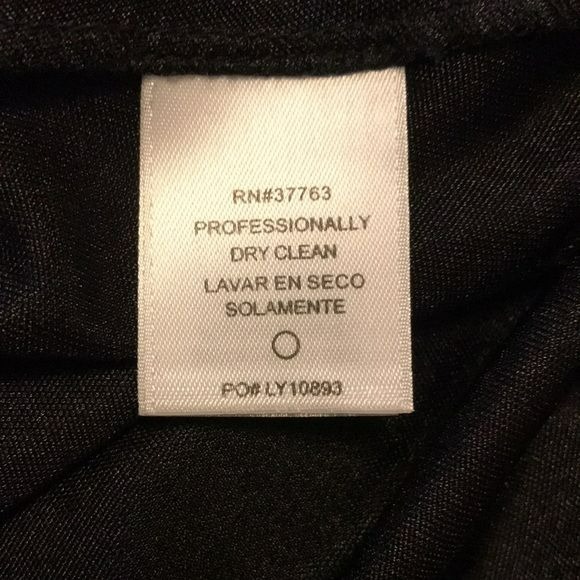 RN#37763
PROFESSIONALLY
DRY CLEAN
LAVAR EN SECO
SOLAMENTE
PO# LY10893